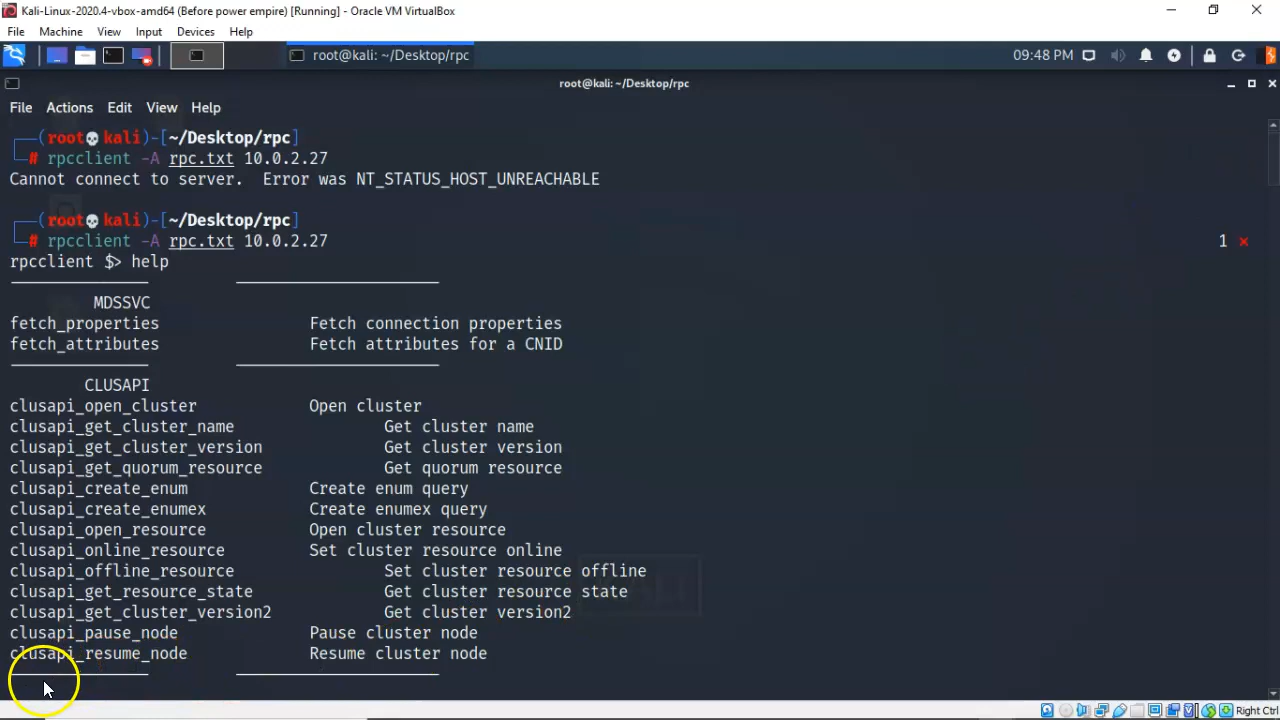 Kali-Linux-2020.4-vbox-amd64 (Before power empire) [Running] - Oracle VM VirtualBox
File Machine View Input Devices Help
root@kali: ~/Desktop/rpc 09:48 PM
root@kali: ~/Desktop/rpc
File Actions Edit View Help
(root💀kali)-[~/Desktop/rpc]
# rpcclient -A rpc.txt 10.0.2.27
Cannot connect to server. Error was NT_STATUS_HOST_UNREACHABLE
(root💀kali)-[~/Desktop/rpc]
# rpcclient -A rpc.txt 10.0.2.27 1 ⨯
rpcclient $> help
MDSSVC
fetch_properties Fetch connection properties
fetch_attributes Fetch attributes for a CNID
CLUSAPI
clusapi_open_cluster Open cluster
clusapi_get_cluster_name Get cluster name
clusapi_get_cluster_version Get cluster version
clusapi_get_quorum_resource Get quorum resource
clusapi_create_enum Create enum query
clusapi_create_enumex Create enumex query
clusapi_open_resource Open cluster resource
clusapi_online_resource Set cluster resource online
clusapi_offline_resource Set cluster resource offline
clusapi_get_resource_state Get cluster resource state
clusapi_get_cluster_version2 Get cluster version2
clusapi_pause_node Pause cluster node
clusapi_resume_node Resume cluster node
Right Ctrl